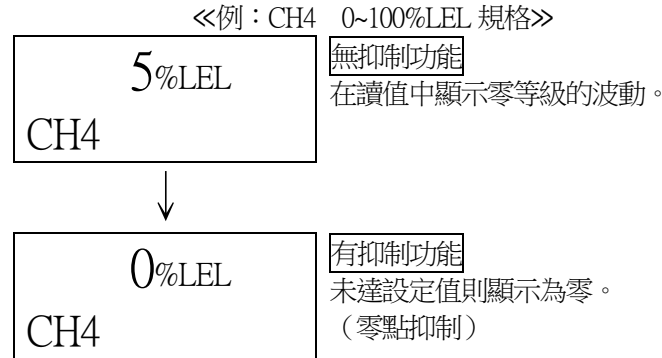 ≪例：CH4 0~100%LEL 規格≫
5%LEL
CH4
無抑制功能
在讀值中顯示零等級的波動。
↓
0%LEL
CH4
有抑制功能
未達設定值則顯示為零。
（零點抑制）